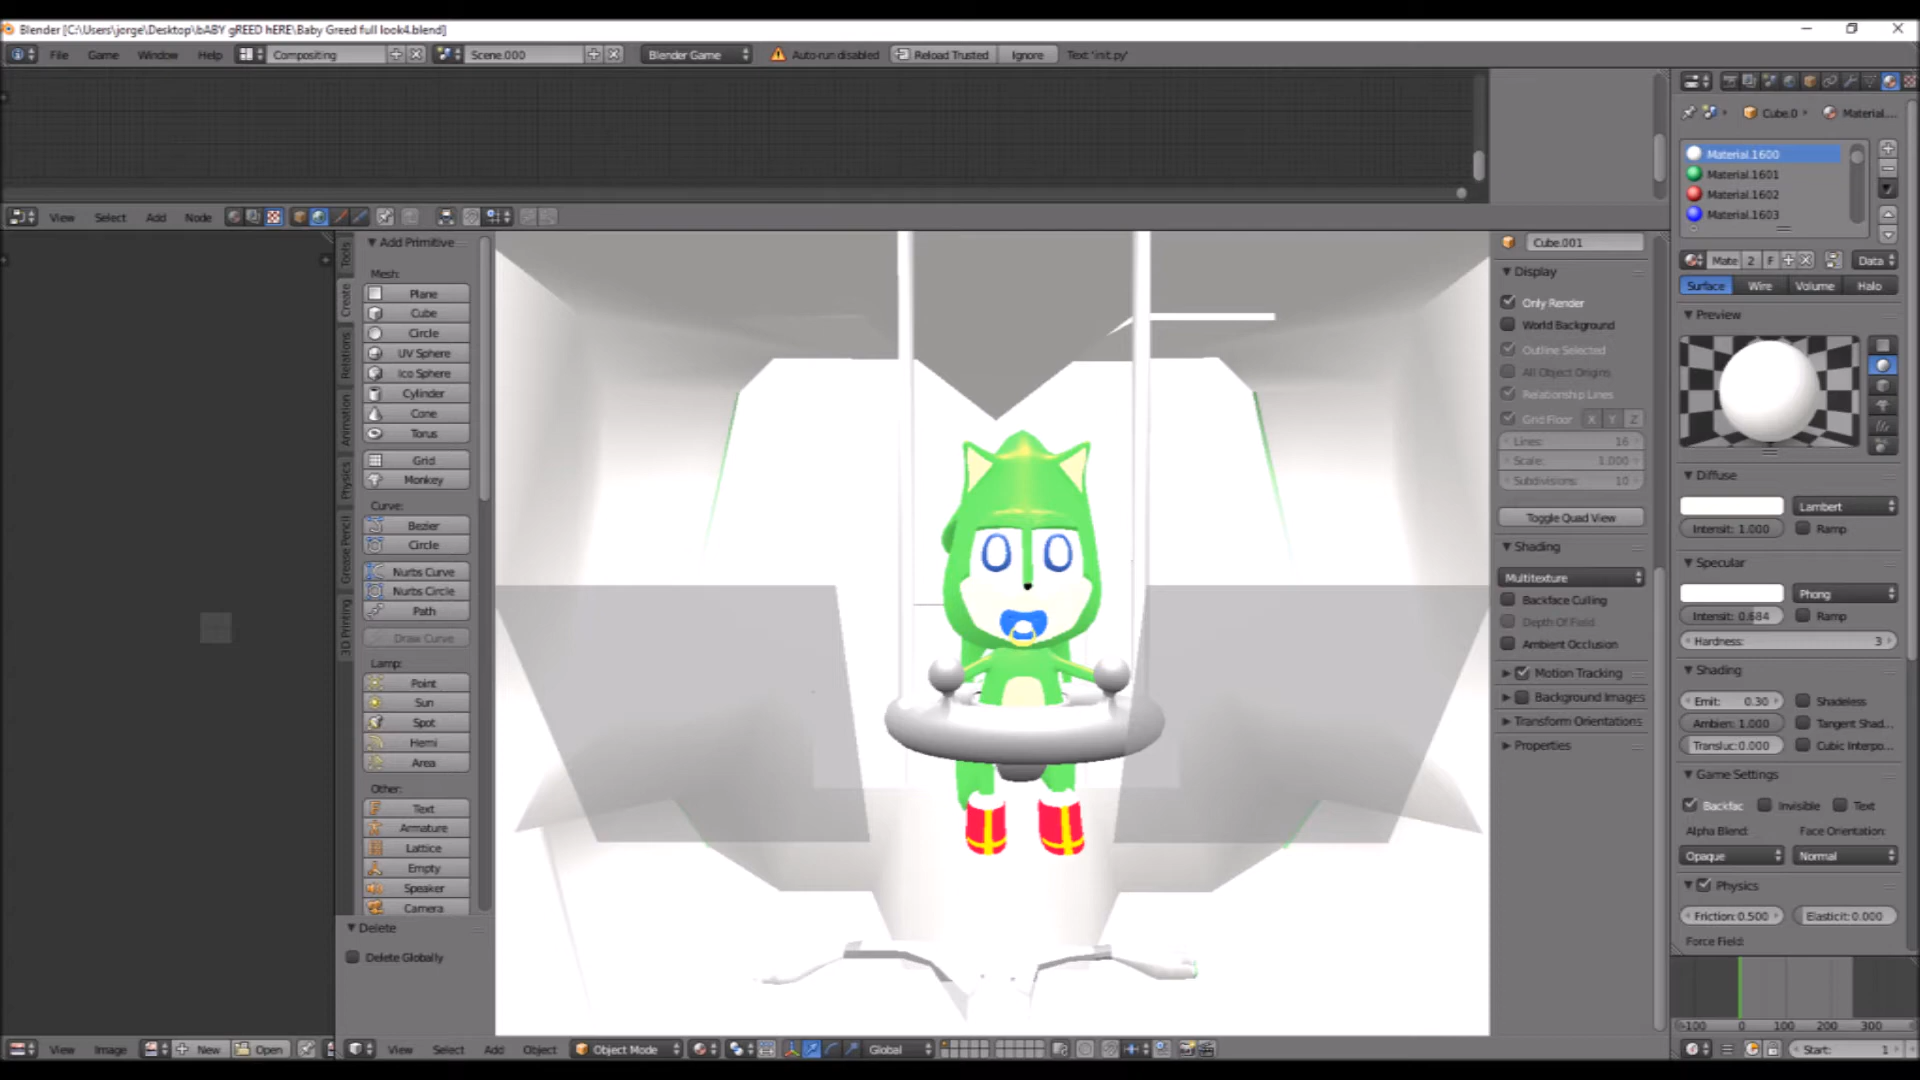 Blender [C:\Users\jorge\Desktop\bABY gREED hERE\Baby Greed full look4.blend]
File Game Window Help Compositing Scene.000 Blender Game Auto-run disabled Reload Trusted Ignore Text 'init.py'
Cube.0 Material....
Material.1600
Material.1601
Material.1602
Material.1603
View Select Add Node
Mate 2 F Data
Surface Wire Volume Halo
Tools
Create
Relations
Animation
Physics
Grease Pencil
3D Printing
Add Primitive
Mesh:
Plane
Cube
Circle
UV Sphere
Ico Sphere
Cylinder
Cone
Torus
Grid
Monkey
Curve:
Bezier
Circle
Nurbs Curve
Nurbs Circle
Path
Draw Curve
Lamp:
Point
Sun
Spot
Hemi
Area
Other:
Text
Armature
Lattice
Empty
Speaker
Camera
Delete
Delete Globally
Cube.001
Display
Only Render
World Background
Outline Selected
All Object Origins
Relationship Lines
Grid Floor X Y Z
Lines: 16
Scale: 1.000
Subdivisions: 10
Toggle Quad View
Shading
Multitexture
Backface Culling
Depth Of Field
Ambient Occlusion
Motion Tracking
Background Images
Transform Orientations
Properties
Preview
Diffuse
Lambert
Intensit: 1.000 Ramp
Specular
Phong
Intensit: 0.684 Ramp
Hardness: 3
Shading
Emit: 0.30 Shadeless
Ambien: 1.000 Tangent Shad...
Transluc: 0.000 Cubic Interpo...
Game Settings
Backfac Invisible Text
Alpha Blend: Face Orientation:
Opaque Normal
Physics
Friction: 0.500 Elasticit: 0.000
Force Field:
-100 0 100 200 300
View Image New Open
View Select Add Object Object Mode Global
Start: 1